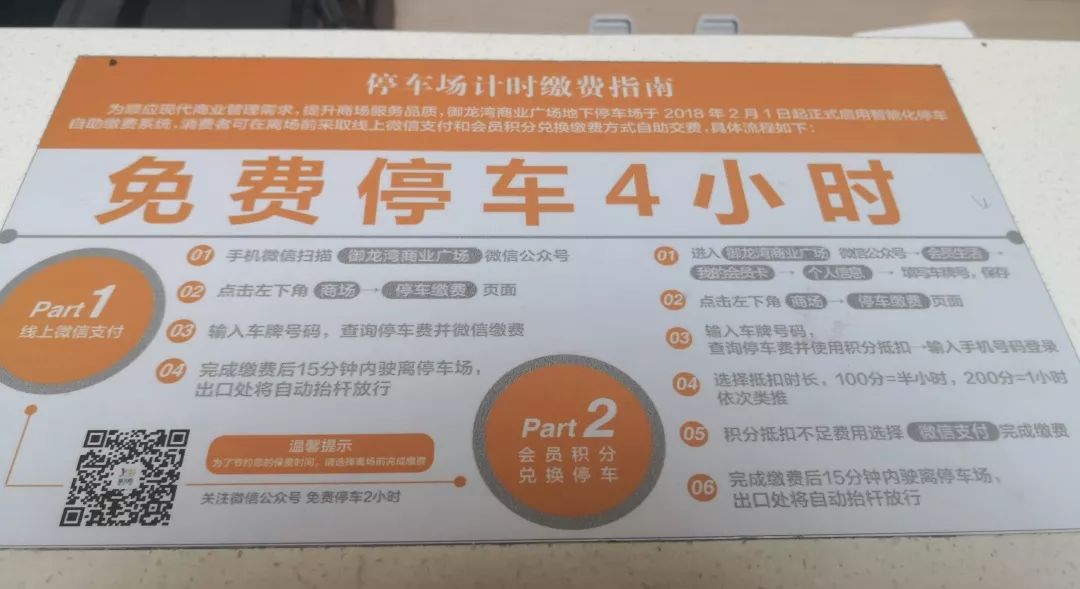 停车场计时缴费指南
为顺应现代商业管理需求，提升商场服务品质，御龙湾商业广场地下停车场于 2018 年 2 月 1 日起正式启用智能化停车
自助缴费系统，消费者可在离场前采取线上微信支付和会员积分兑换缴费方式自助交费，具体流程如下：
免费停车4小时
Part 1
线上微信支付
01 手机微信扫描 御龙湾商业广场 微信公众号
02 点击左下角 商场 → 停车缴费 页面
03 输入车牌号码，查询停车费并微信缴费
04 完成缴费后15分钟内驶离停车场，
出口处将自动抬杆放行
温馨提示
为了节约您的保贵时间，请选择离场前完成缴费
关注微信公众号 免费停车2小时
Part 2
会员积分
兑换停车
01 进入 御龙湾商业广场 微信公众号→ 会员生活 →
我的会员卡 → 个人信息 → 填写车牌号，保存
02 点击左下角 商场 → 停车缴费 页面
03 输入车牌号码，
查询停车费并使用积分抵扣→输入手机号码登录
04 选择抵扣时长，100分=半小时，200分=1小时
依次类推
05 积分抵扣不足费用选择 微信支付 完成缴费
06 完成缴费后15分钟内驶离停车场，
出口处将自动抬杆放行